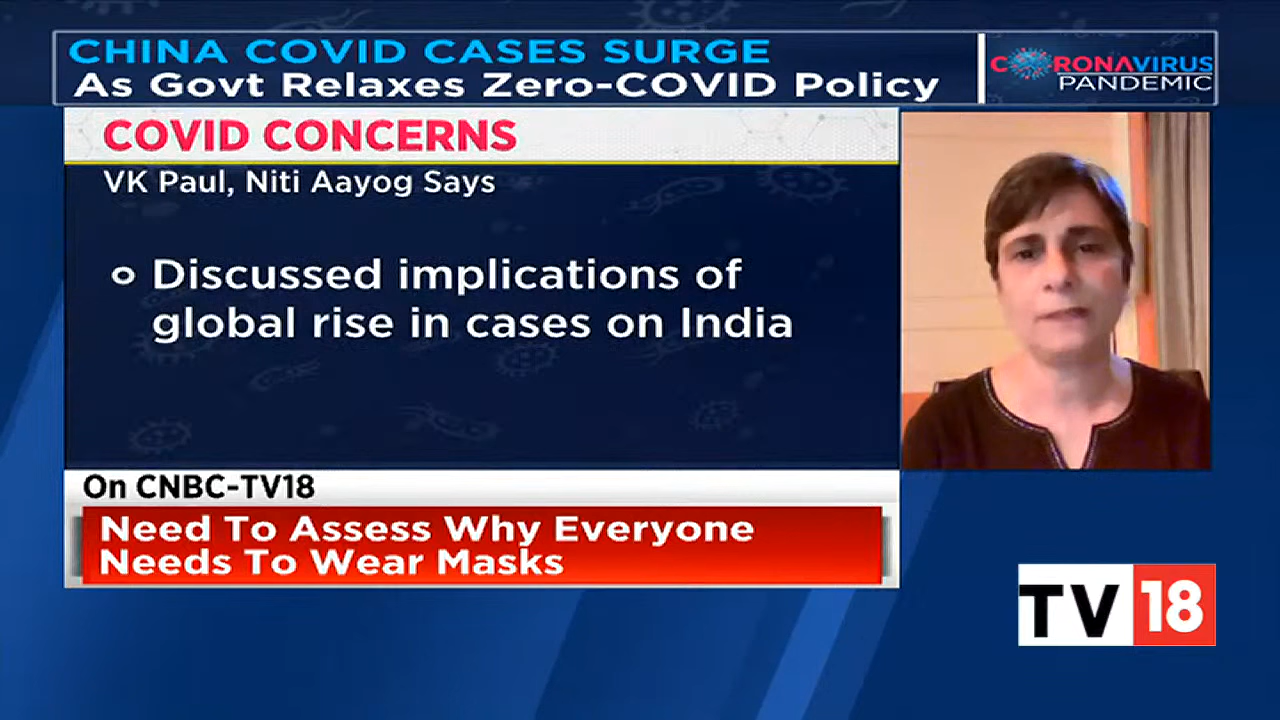 CHINA COVID CASES SURGE
As Govt Relaxes Zero-COVID Policy
CORONAVIRUS
PANDEMIC
COVID CONCERNS
VK Paul, Niti Aayog Says
Discussed implications of
global rise in cases on India
On CNBC-TV18
Need To Assess Why Everyone
Needs To Wear Masks
TV18